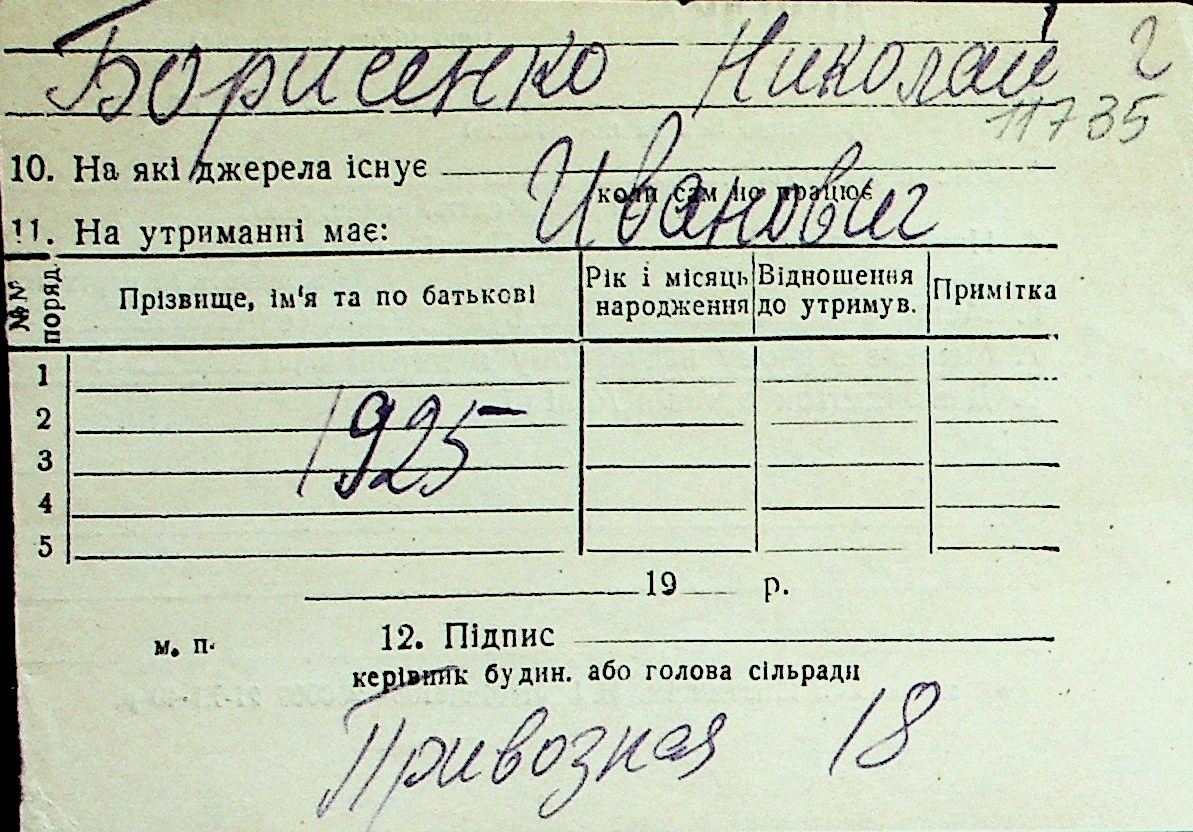 Борисенко Николай 2
11735
10. На які джерела існує
коли сам не працює
Иванович
11. На утриманні має:
№№ поряд. Прізвище, ім'я та по батькові Рік і місяць народження Відношення до утримув. Примітка
1
2
1925
3
4
5
19 р.
м. п. 12. Підпис
керівник будин. або голова сільради
Привозная 18